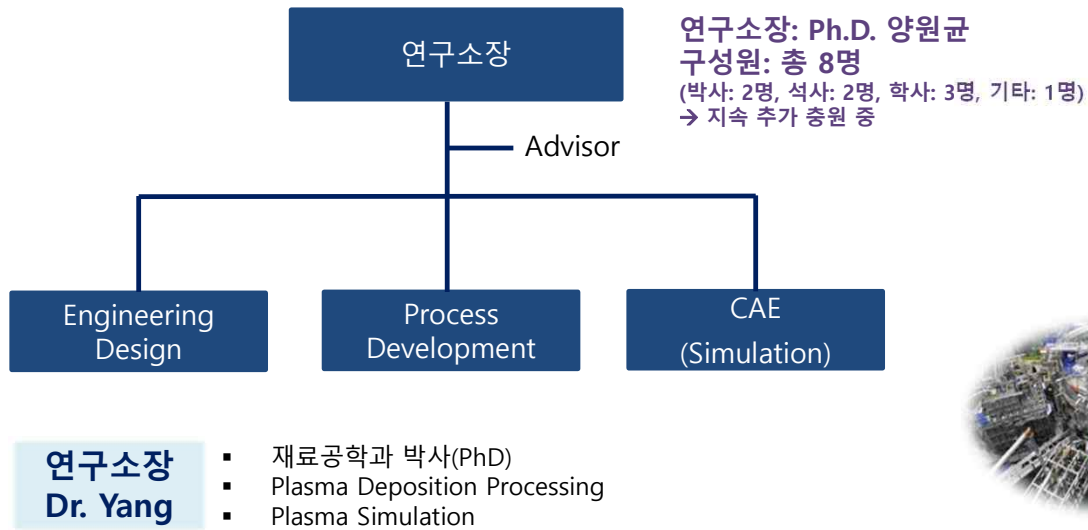 연구소장
연구소장: Ph.D. 양원균
구성원: 총 8명
(박사: 2명, 석사: 2명, 학사: 3명, 기타: 1명)
→ 지속 추가 충원 중
Advisor
Engineering
Design
Process
Development
CAE
(Simulation)
연구소장
Dr. Yang
▪ 재료공학과 박사(PhD)
▪ Plasma Deposition Processing
▪ Plasma Simulation